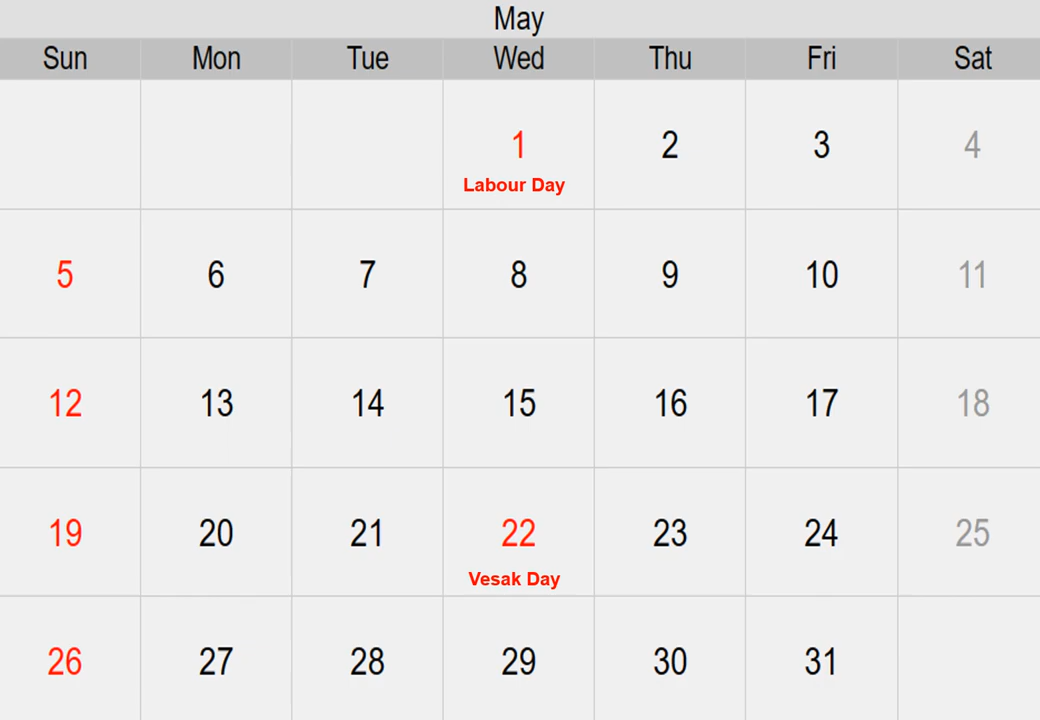 May
Sun Mon Tue Wed Thu Fri Sat
1 2 3 4
Labour Day
5 6 7 8 9 10 11
12 13 14 15 16 17 18
19 20 21 22 23 24 25
Vesak Day
26 27 28 29 30 31